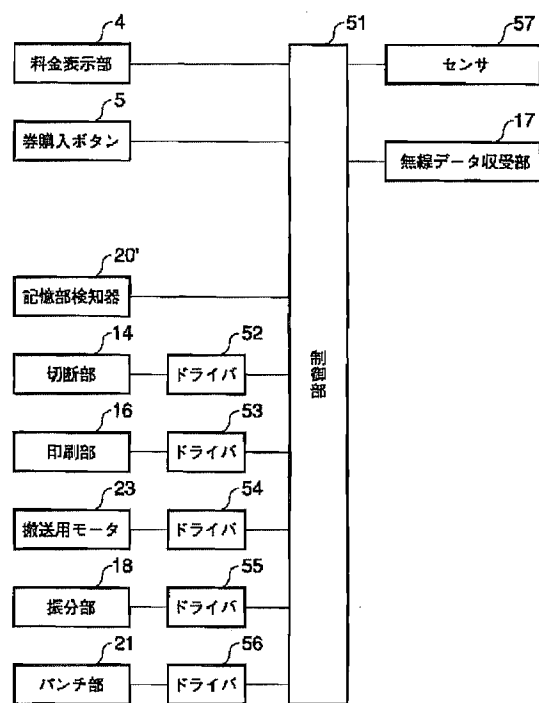 4
料金表示部
51
57
センサ
5
券購入ボタン
17
無線データ収受部
20'
記憶部検知器
14
切断部
52
ドライバ
制御部
16
印刷部
53
ドライバ
23
搬送用モータ
54
ドライバ
18
振分部
55
ドライバ
21
パンチ部
56
ドライバ